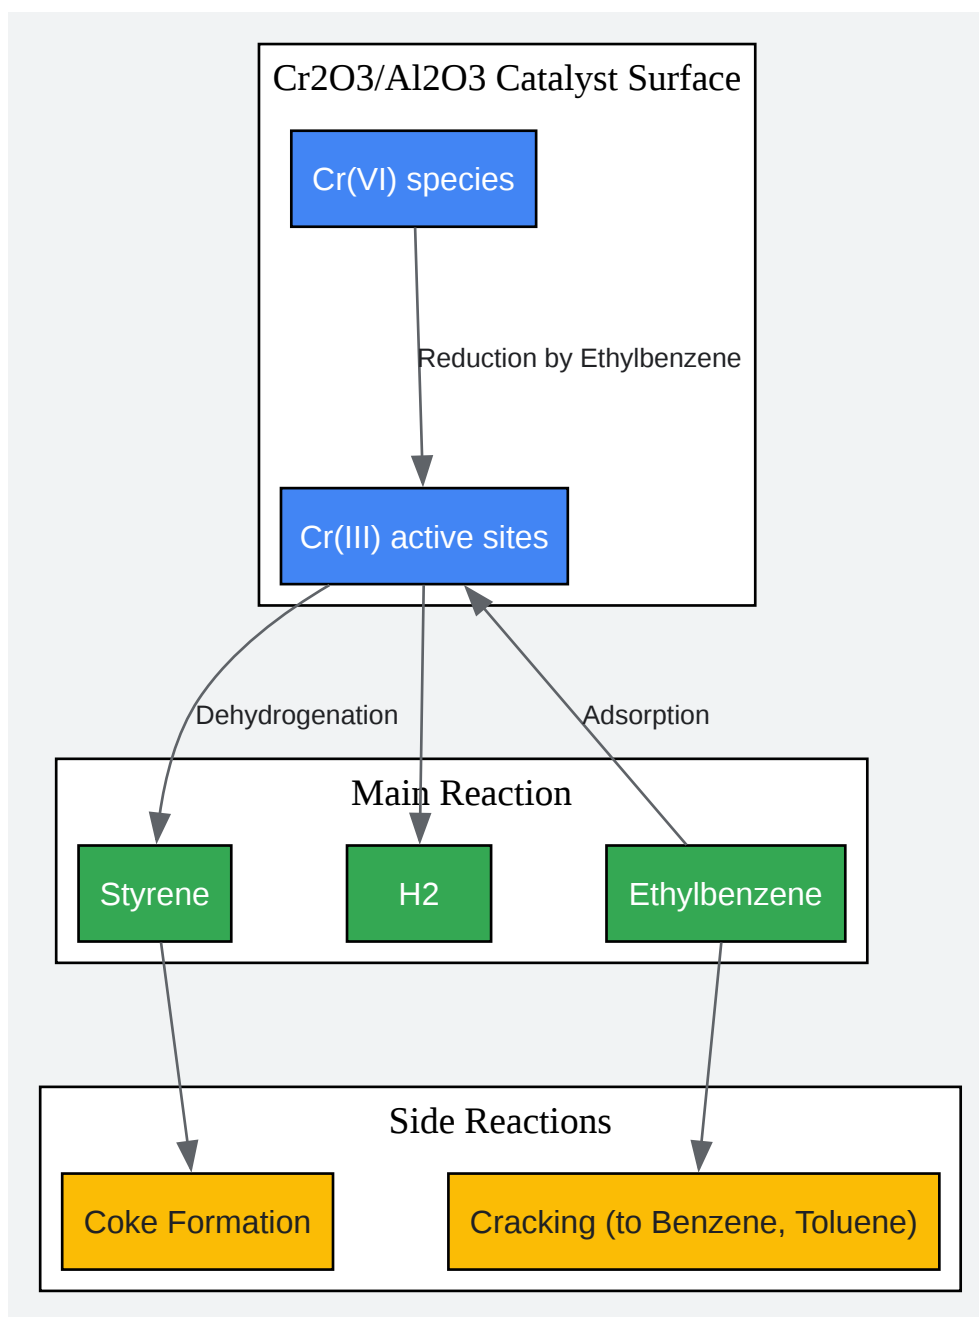 Cr2O3/Al2O3 Catalyst Surface
Cr(VI) species
Reduction by Ethylbenzene
Cr(III) active sites
Dehydrogenation
Adsorption
Main Reaction
Styrene
H2
Ethylbenzene
Side Reactions
Coke Formation
Cracking (to Benzene, Toluene)